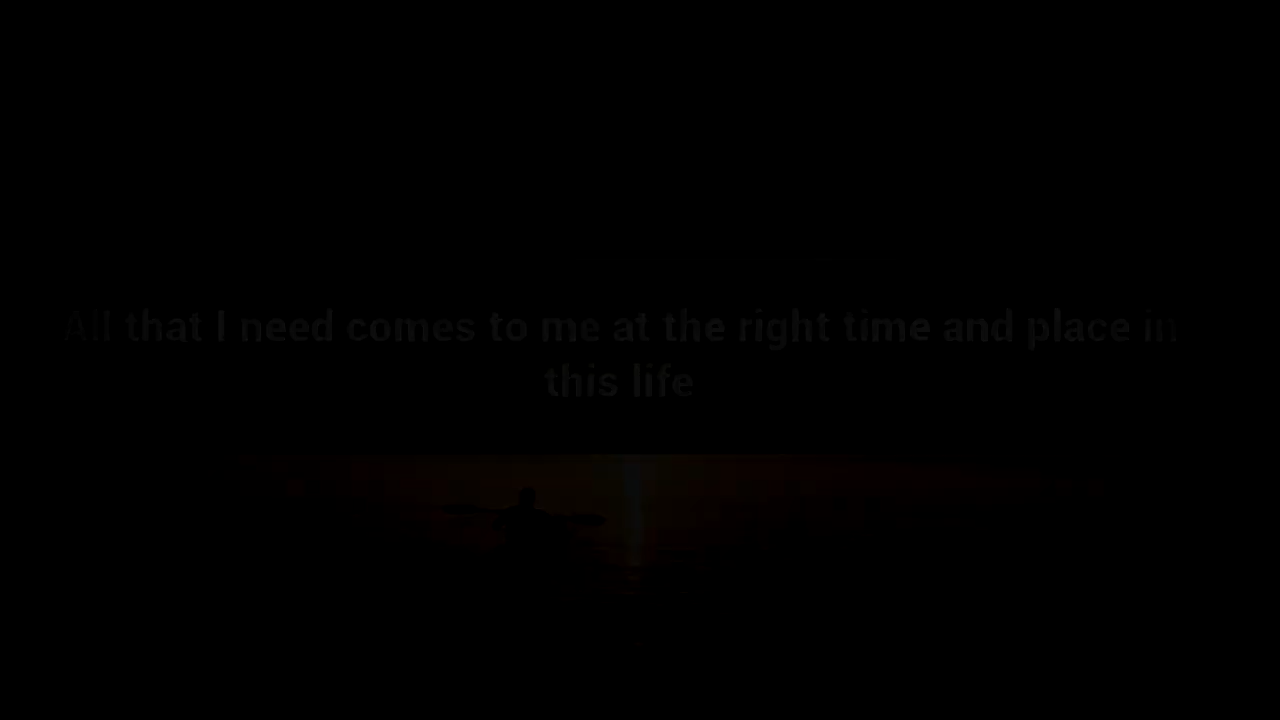 All that I need comes to me at the right time and place in
this life